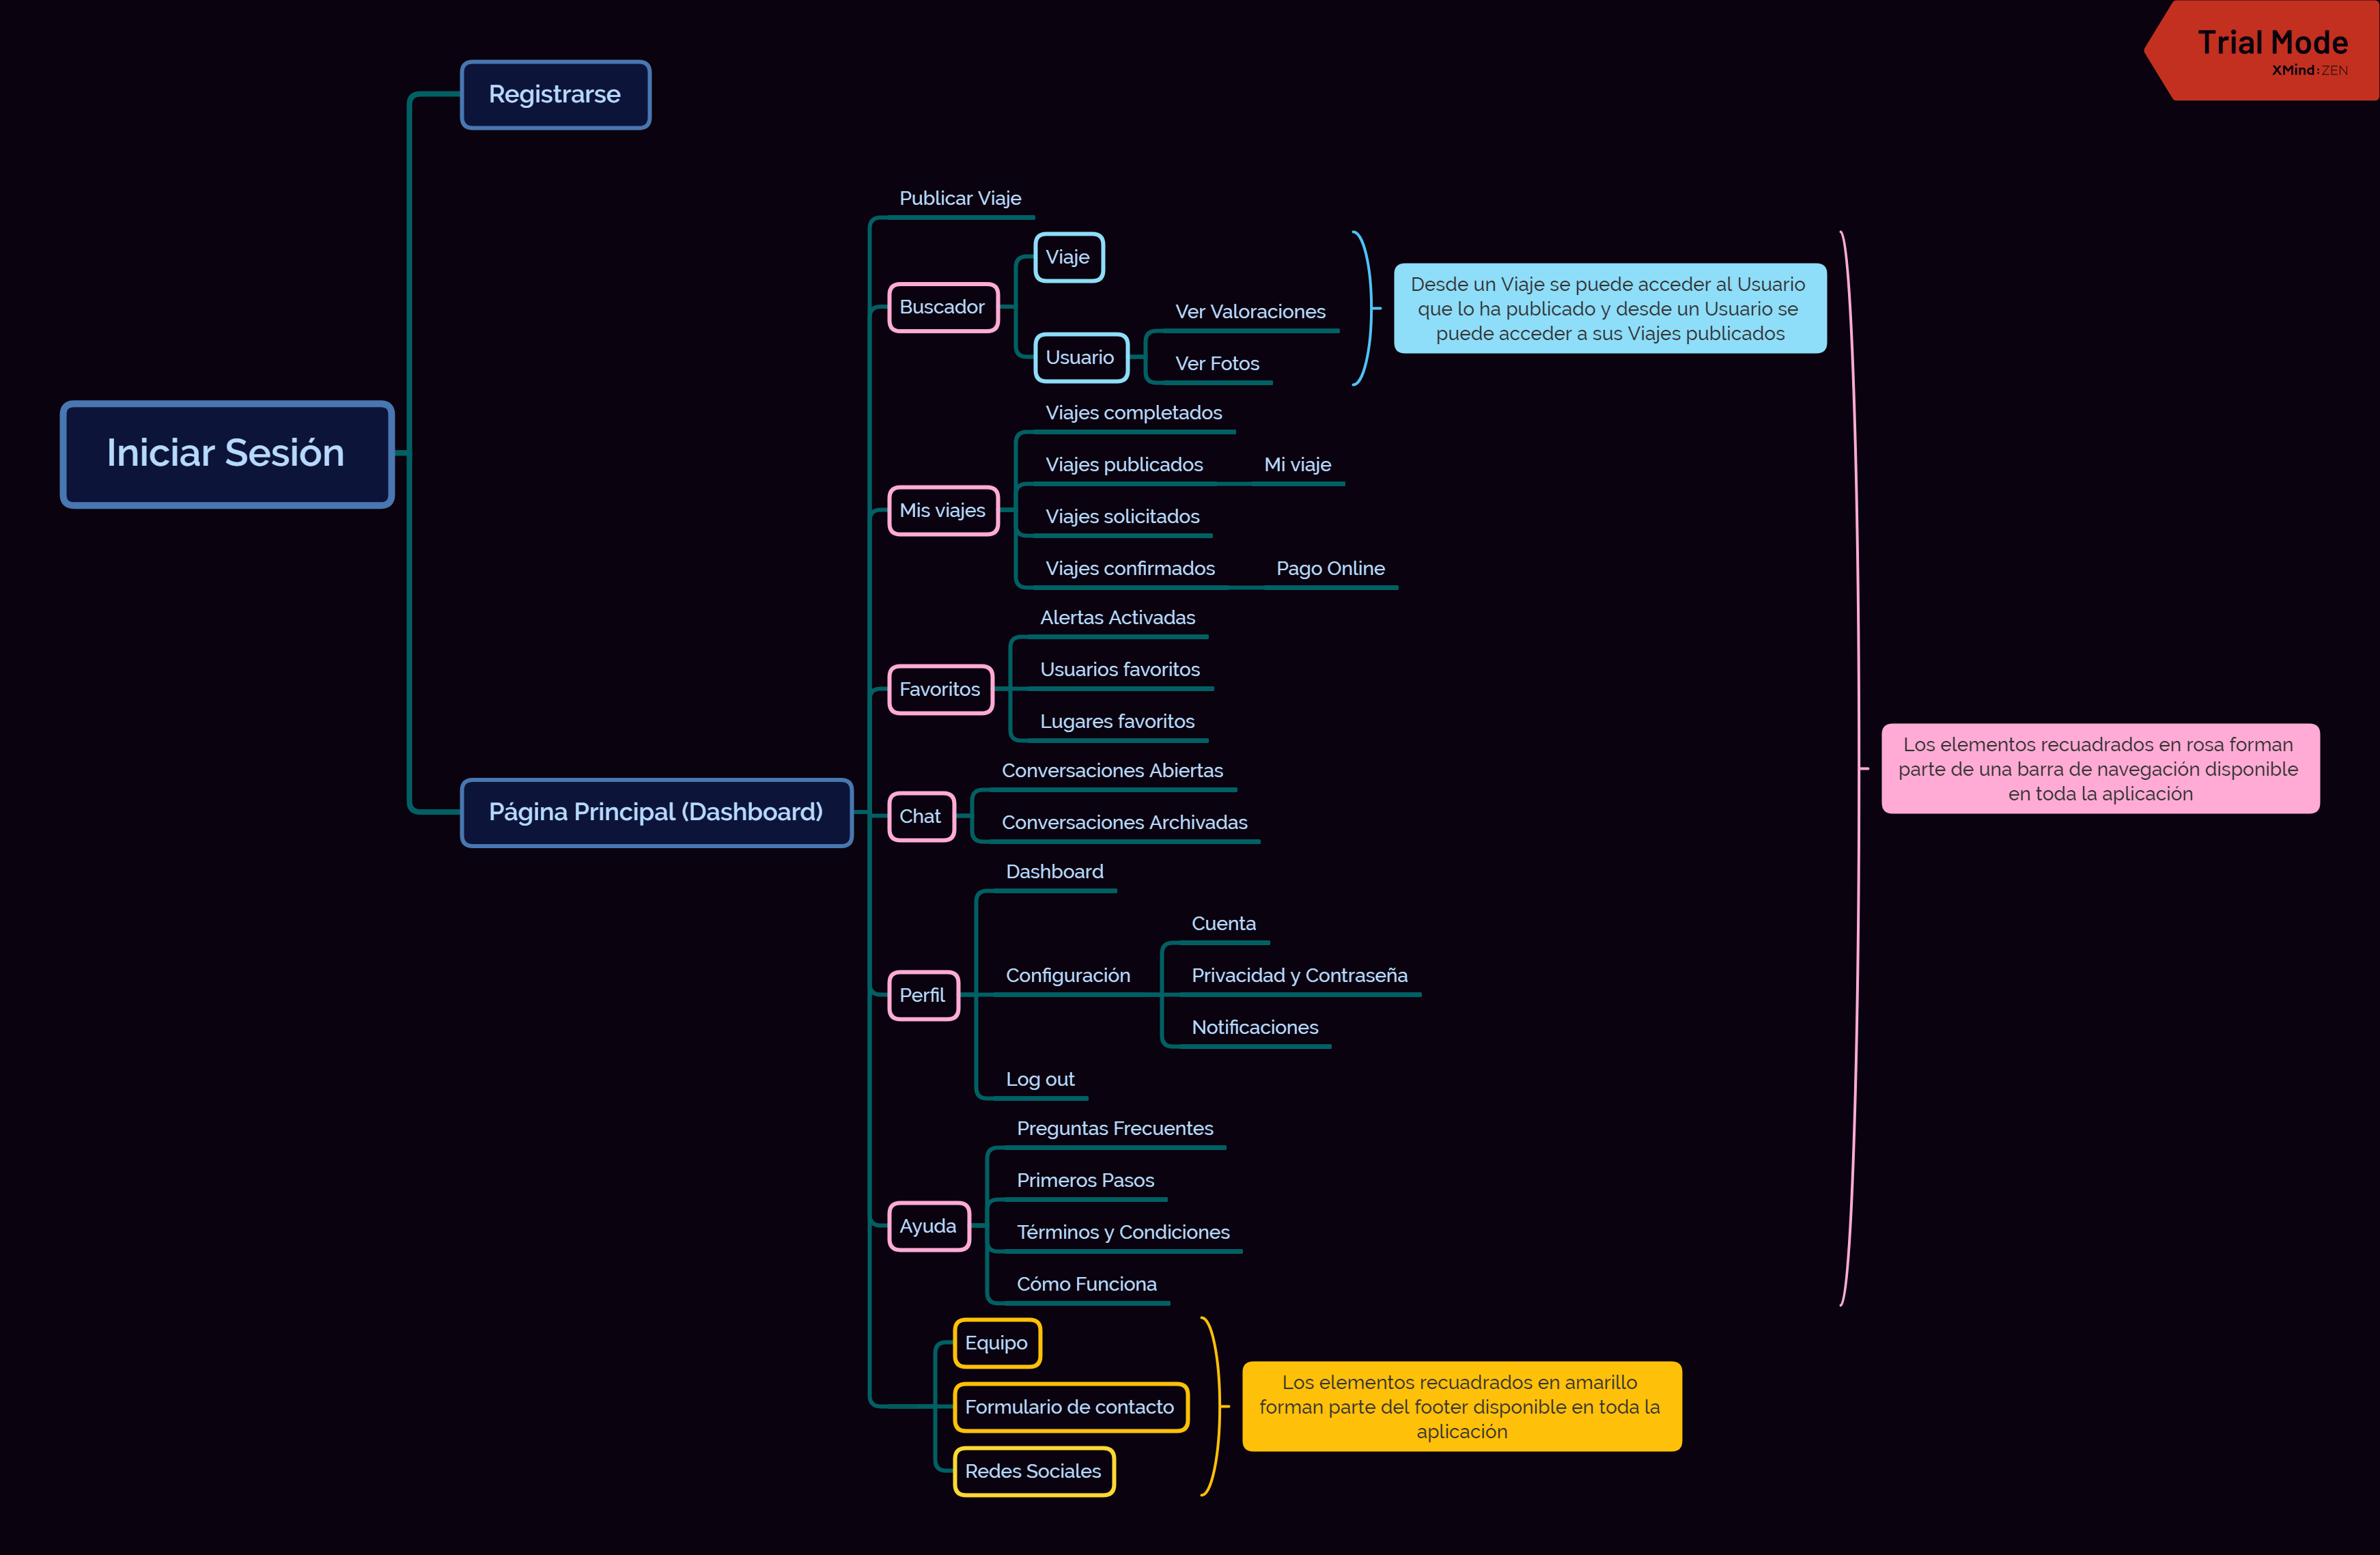 Trial Mode
XMind:ZEN
Registrarse
Iniciar Sesión
Página Principal (Dashboard)
Publicar Viaje
Buscador
Viaje
Usuario
Ver Valoraciones
Ver Fotos
Desde un Viaje se puede acceder al Usuario
que lo ha publicado y desde un Usuario se
puede acceder a sus Viajes publicados
Mis viajes
Viajes completados
Viajes publicados
Mi viaje
Viajes solicitados
Viajes confirmados
Pago Online
Favoritos
Alertas Activadas
Usuarios favoritos
Lugares favoritos
Chat
Conversaciones Abiertas
Conversaciones Archivadas
Perfil
Dashboard
Configuración
Cuenta
Privacidad y Contraseña
Notificaciones
Log out
Ayuda
Preguntas Frecuentes
Primeros Pasos
Términos y Condiciones
Cómo Funciona
Los elementos recuadrados en rosa forman
parte de una barra de navegación disponible
en toda la aplicación
Equipo
Formulario de contacto
Redes Sociales
Los elementos recuadrados en amarillo
forman parte del footer disponible en toda la
aplicación